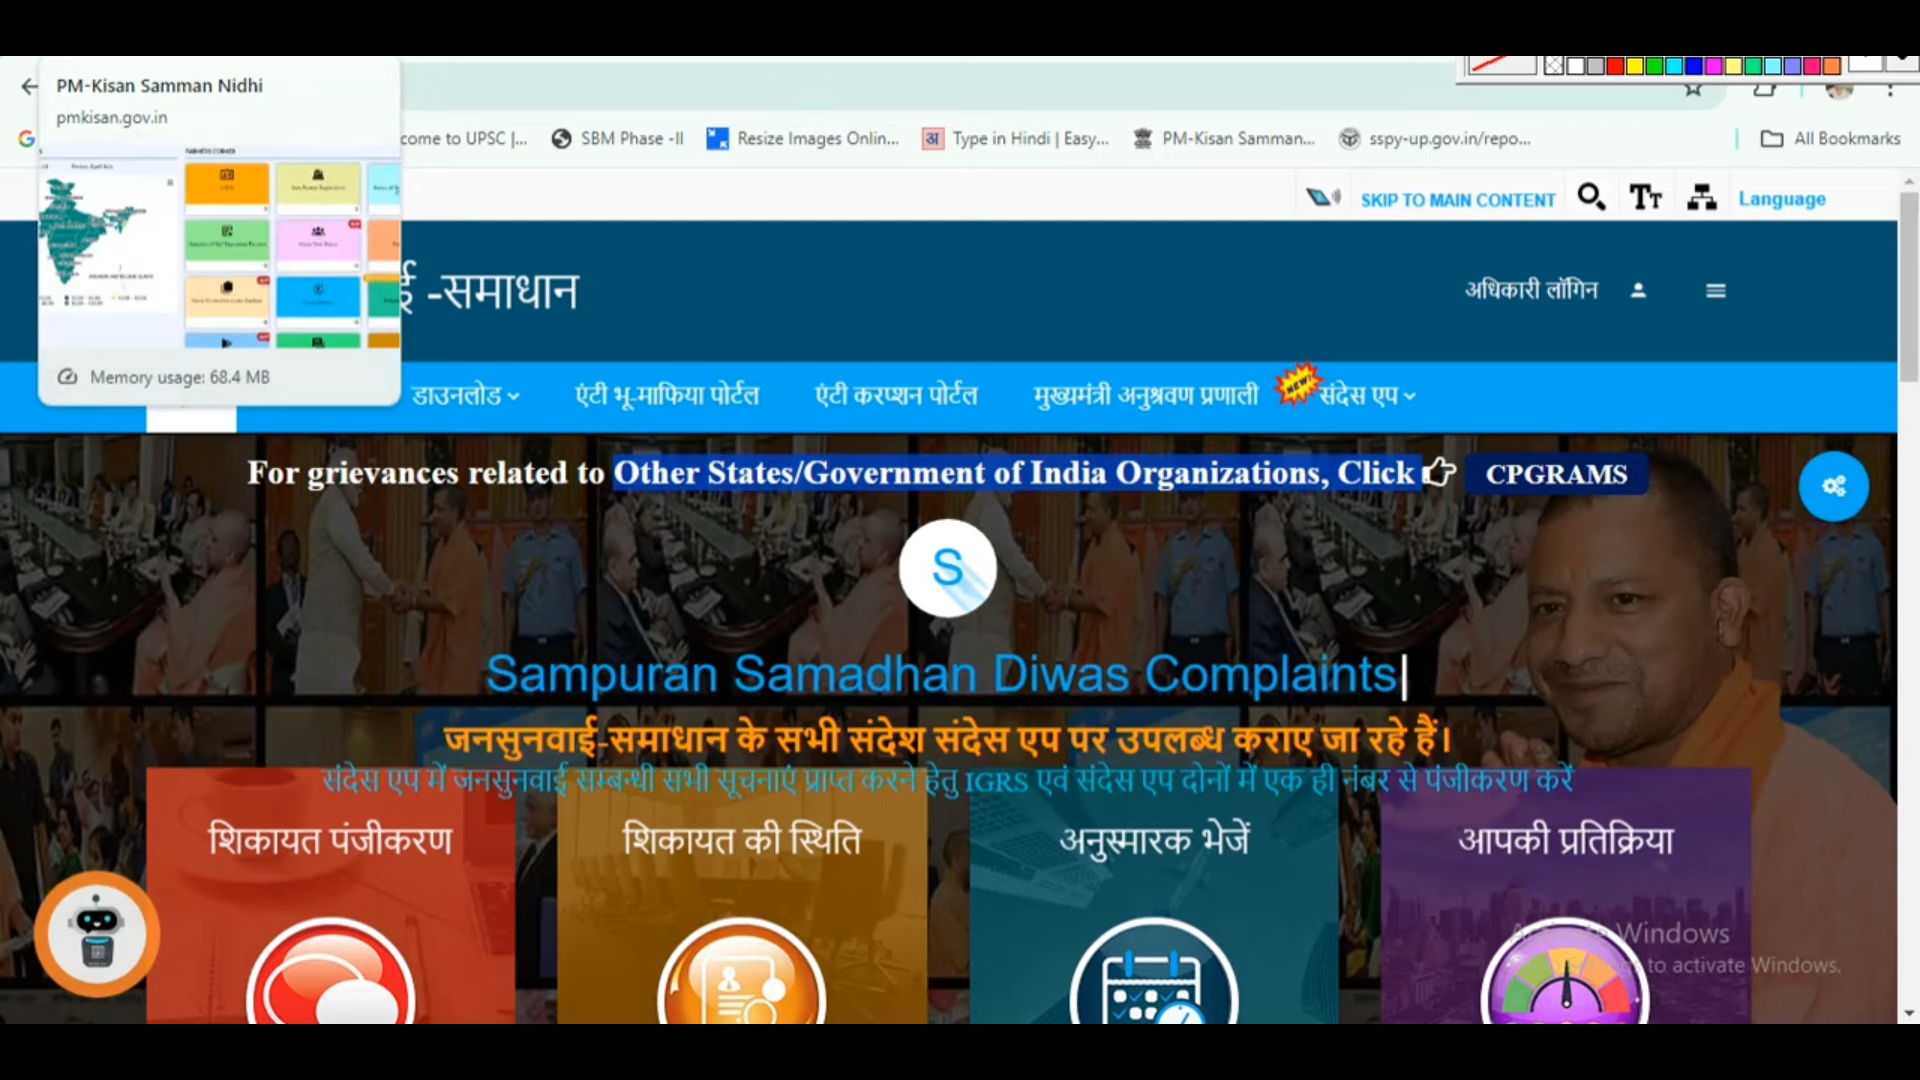 PM-Kisan Samman Nidhi
pmkisan.gov.in
Memory usage: 68.4 MB
come to UPSC |... SBM Phase -II Resize Images Onlin... Type in Hindi | Easy... PM-Kisan Samman... sspy-up.gov.in/repo... All Bookmarks
SKIP TO MAIN CONTENT Tт Language
ई -समाधान
अधिकारी लॉगिन
डाउनलोड एंटी भू-माफिया पोर्टल एंटी करप्शन पोर्टल मुख्यमंत्री अनुश्रवण प्रणाली NEW! संदेस एप
For grievances related to Other States/Government of India Organizations, Click CPGRAMS
S
Sampuran Samadhan Diwas Complaints|
जनसुनवाई-समाधान के सभी संदेश संदेस एप पर उपलब्ध कराए जा रहे हैं।
संदेस एप में जनसुनवाई सम्बन्धी सभी सूचनाएं प्राप्त करने हेतु IGRS एवं संदेस एप दोनों में एक ही नंबर से पंजीकरण करें
शिकायत पंजीकरण शिकायत की स्थिति अनुस्मारक भेजें आपकी प्रतिक्रिया
Windows
to activate Windows.